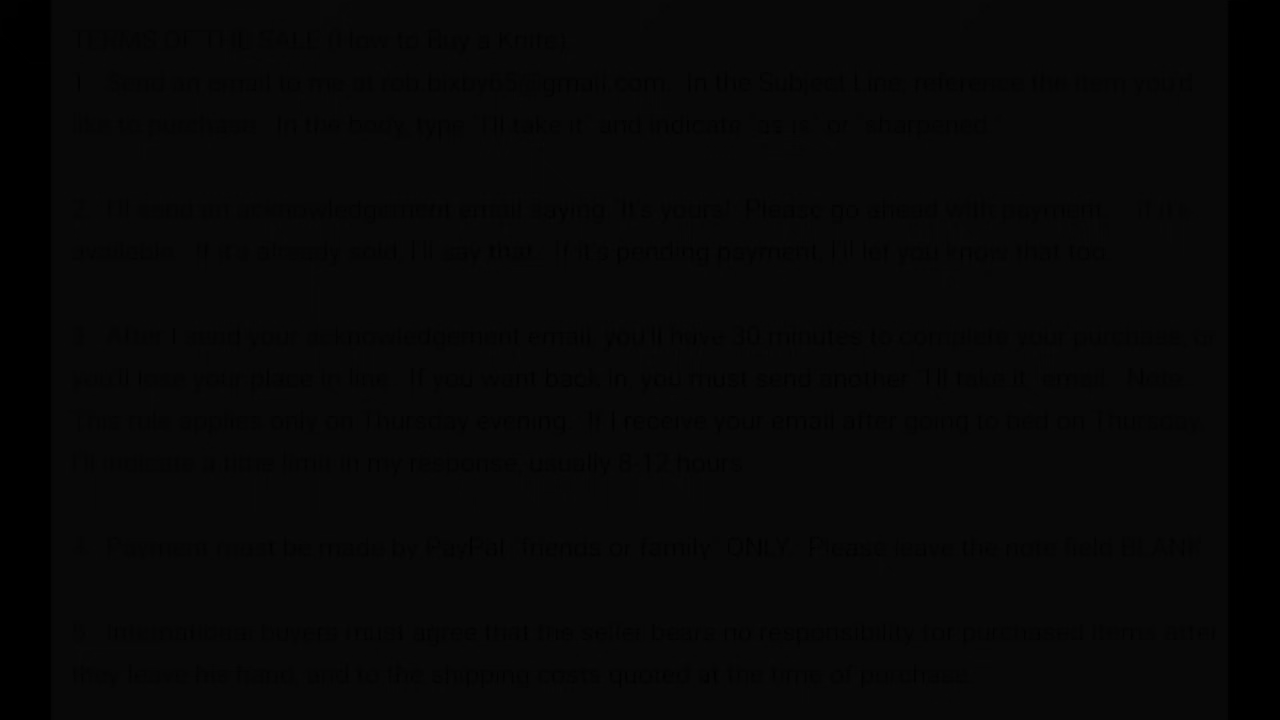 TERMS OF THE SALE (How to Buy a Knife)
1. Send an email to me at rob.bixby65@gmail.com. In the Subject Line, reference the item you'd
like to purchase. In the body, type "I'll take it" and indicate "as is," or "sharpened."
2. I'll send an acknowledgement email saying "It's yours! Please go ahead with payment..." if it's
available. If it's already sold, I'll say that. If it's pending payment, I'll let you know that too.
3. After I send your acknowledgement email, you'll have 30 minutes to complete your purchase, or
you'll lose your place in line. If you want back in, you must send another "I'll take it," email. Note:
This rule applies only on Thursday evening. If I receive your email after going to bed on Thursday,
I'll indicate a time limit in my response, usually 8-12 hours.
4. Payment must be made by PayPal "friends or family" ONLY. Please leave the note field BLANK.
5. International buyers must agree that the seller bears no responsibility for purchased items after
they leave his hand, and to the shipping costs quoted at the time of purchase.